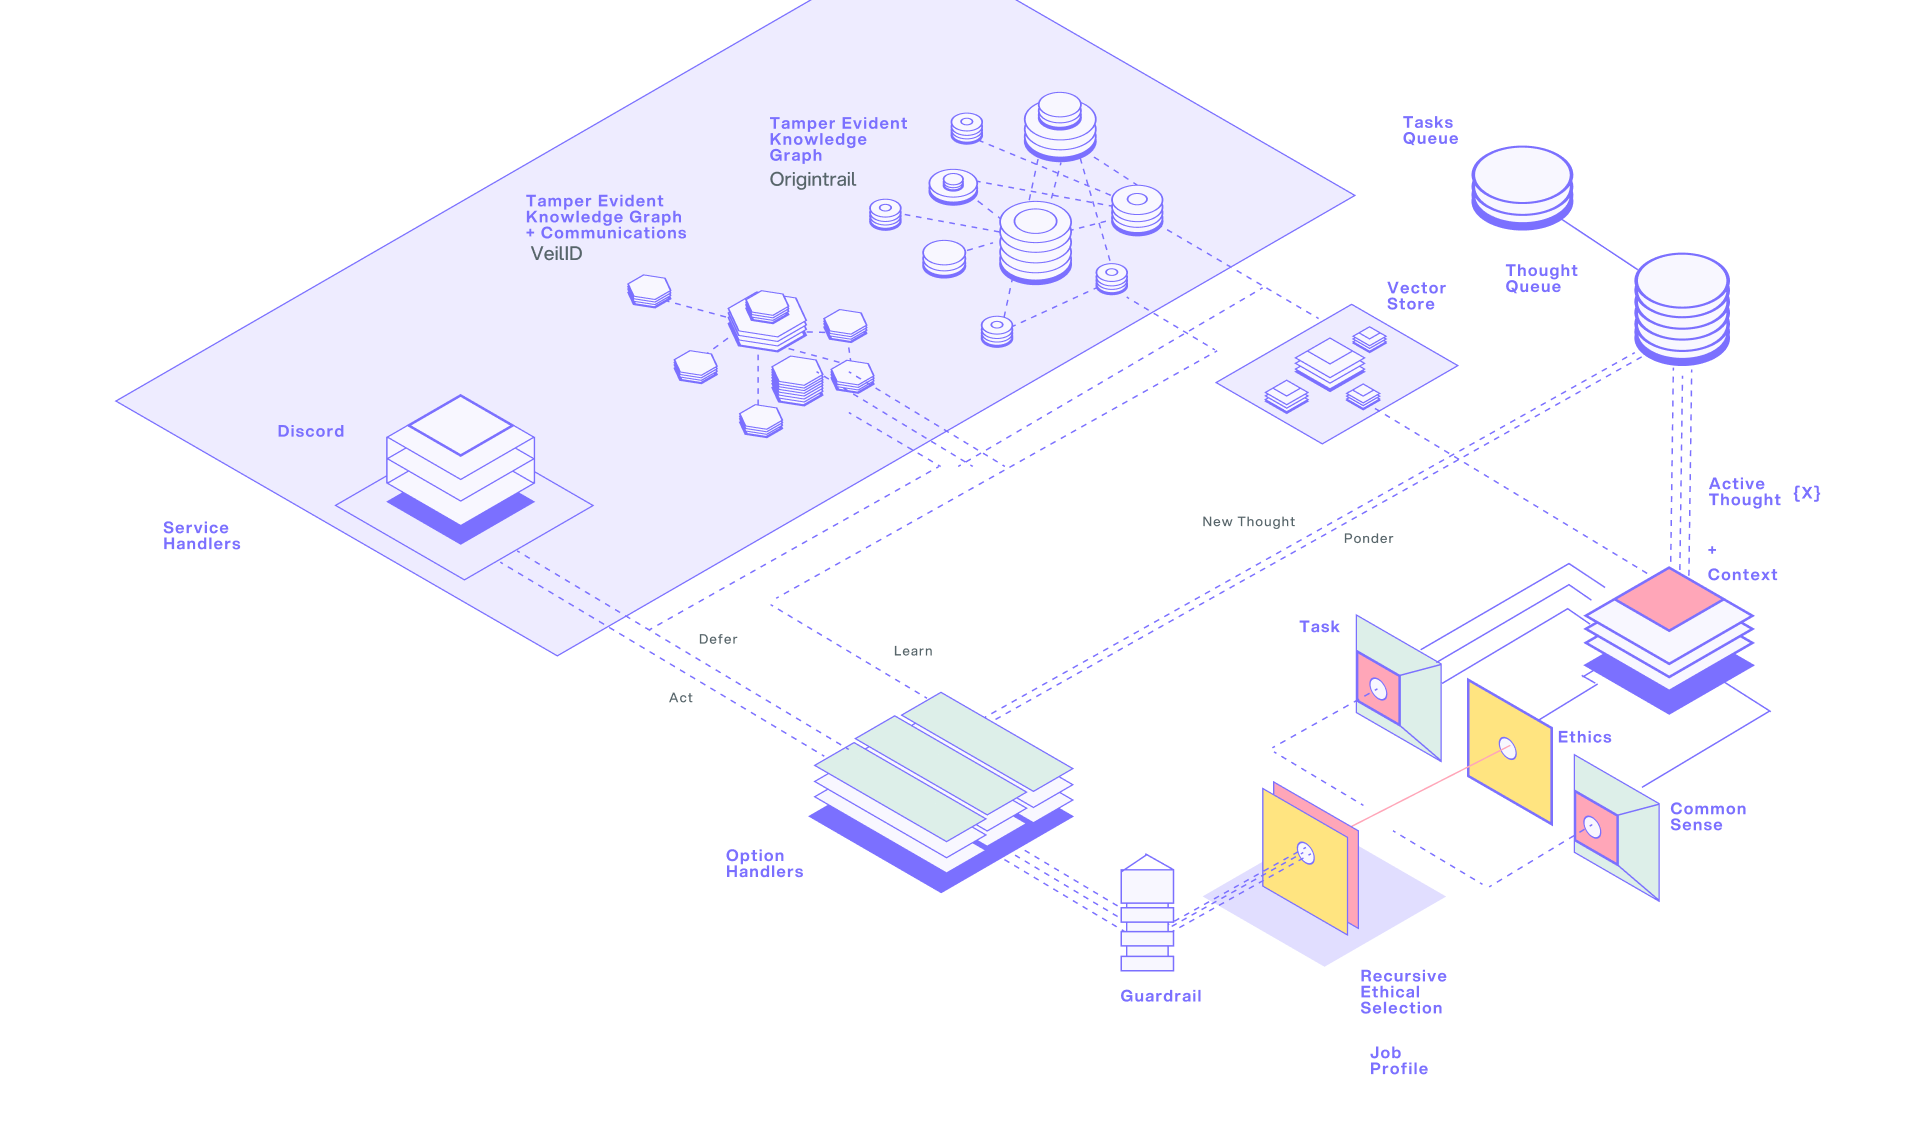 Tamper Evident
Knowledge
Graph
Origintrail
Tamper Evident
Knowledge Graph
+ Communications
VeilID
Tasks
Queue
Thought
Queue
Vector
Store
Discord
Service
Handlers
Active
Thought {X}
+
Context
New Thought
Ponder
Task
Defer
Learn
Act
Ethics
Common
Sense
Option
Handlers
Guardrail
Recursive
Ethical
Selection
Job
Profile